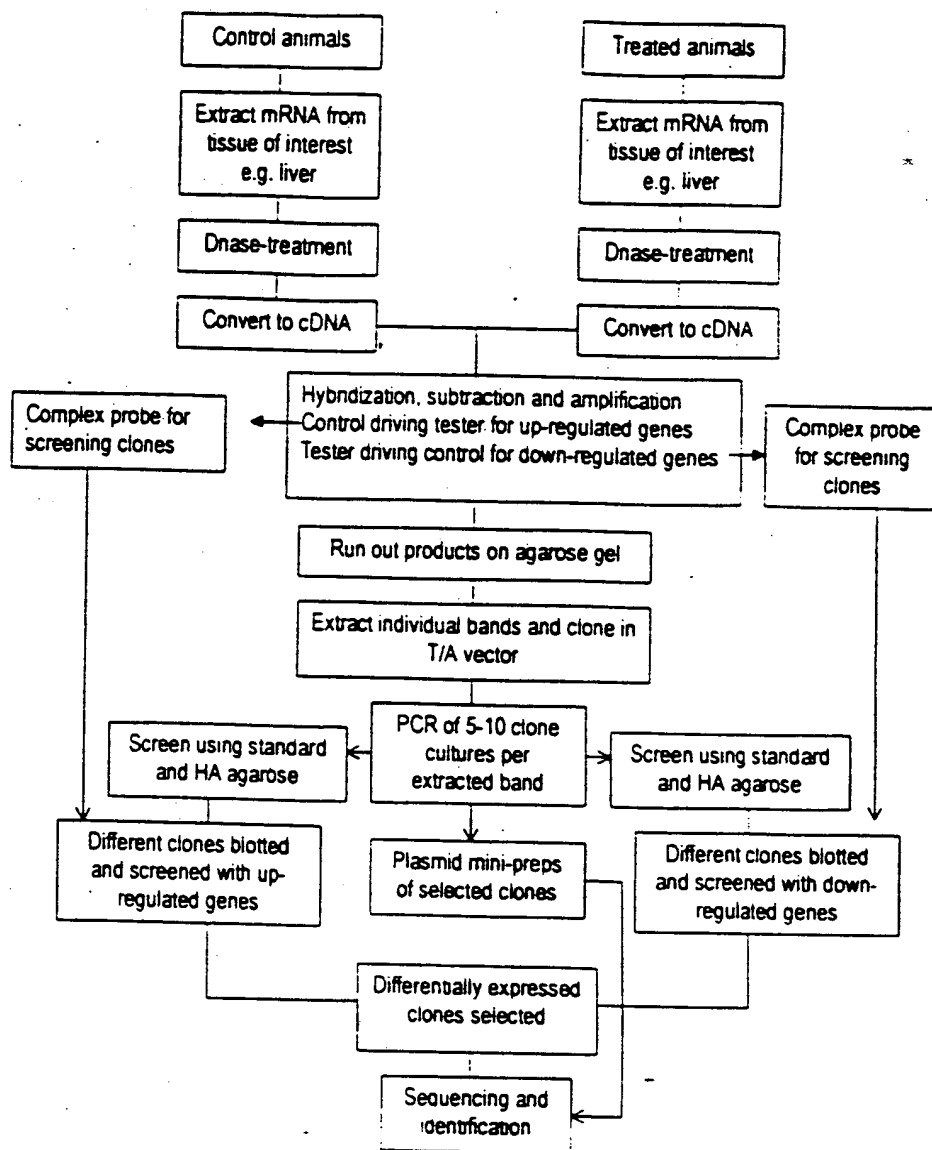 Control animals
Treated animals
Extract mRNA from
tissue of interest
e.g. liver
Extract mRNA from
tissue of interest
e.g. liver
Dnase-treatment
Dnase-treatment
Convert to cDNA
Convert to cDNA
Hybridization, subtraction and amplification
Control driving tester for up-regulated genes
Tester driving control for down-regulated genes
Complex probe for
screening clones
Complex probe
for screening
clones
Run out products on agarose gel
Extract individual bands and clone in
T/A vector
PCR of 5-10 clone
cultures per
extracted band
Screen using standard
and HA agarose
Screen using standard
and HA agarose
Different clones blotted
and screened with up-
regulated genes
Plasmid mini-preps
of selected clones
Different clones blotted
and screened with down-
regulated genes
Differentially expressed
clones selected
Sequencing and
identification